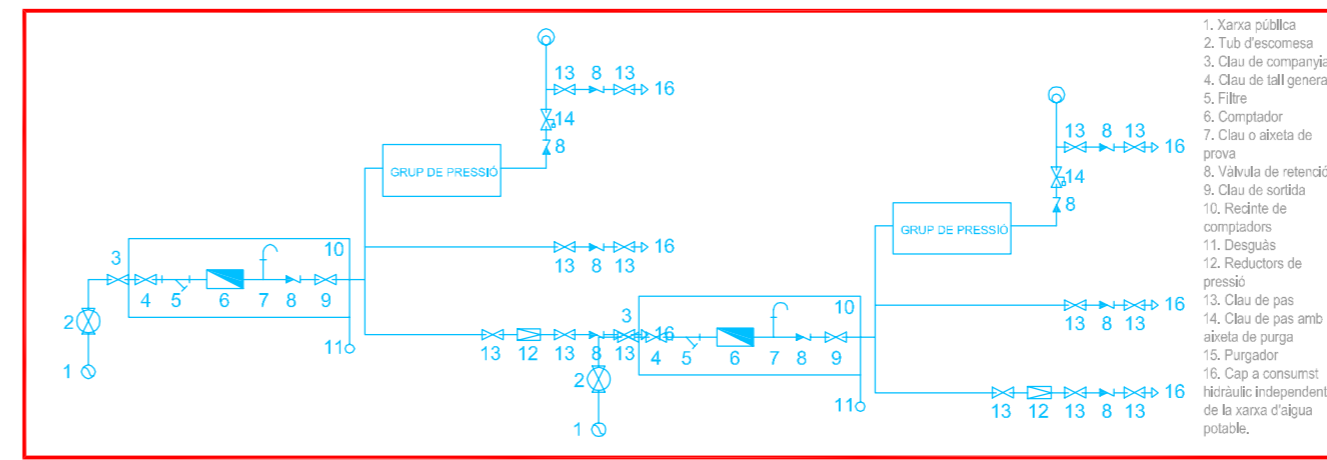 13 8 13
16
14
8
GRUP DE PRESSIÓ
3
10
16
13 8 13
4 5 6 7 8 9
2
11
1
13 12 13 8 13
16
13 8 13
16
14
8
GRUP DE PRESSIÓ
3
10
16
13 8 13
4 5 6 7 8 9
2
11
1
16
13 12 13 8 13
1. Xarxa pública
2. Tub d'escomesa
3. Clau de companyia
4. Clau de tall genera
5. Filtre
6. Comptador
7. Clau o aixeta de
prova
8. Vàlvula de retenció
9. Clau de sortida
10. Recinte de
comptadors
11. Desguàs
12. Reductors de
pressió
13. Clau de pas
14. Clau de pas amb
aixeta de purga
15. Purgador
16. Cap a consumst
hidràulic independent
de la xarxa d'aigua
potable.